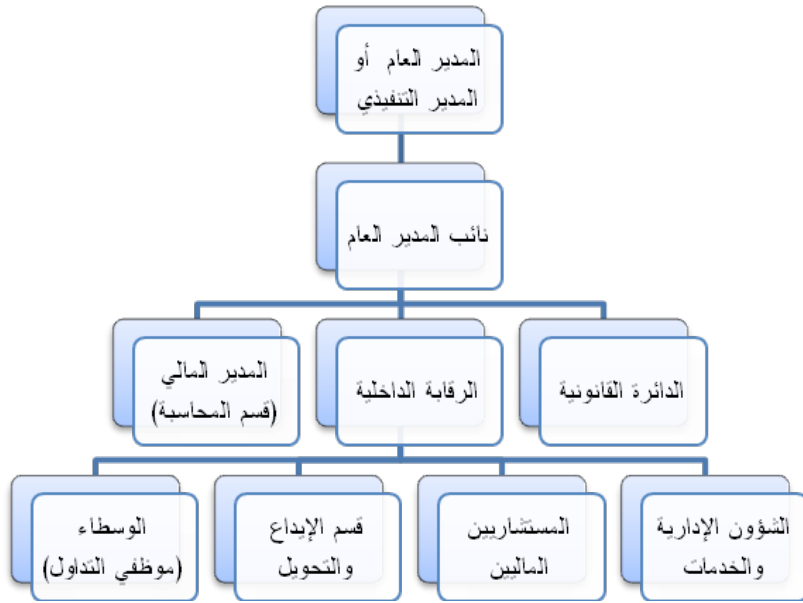 المدير العام أو
المدير التنفيذي
نائب المدير العام
الدائرة القانونية
الرقابة الداخلية
المدير المالي
(قسم المحاسبة)
الشؤون الإدارية
والخدمات
المستشاريين
الماليين
قسم الإيداع
والتحويل
الوسطاء
(موظفي التداول)